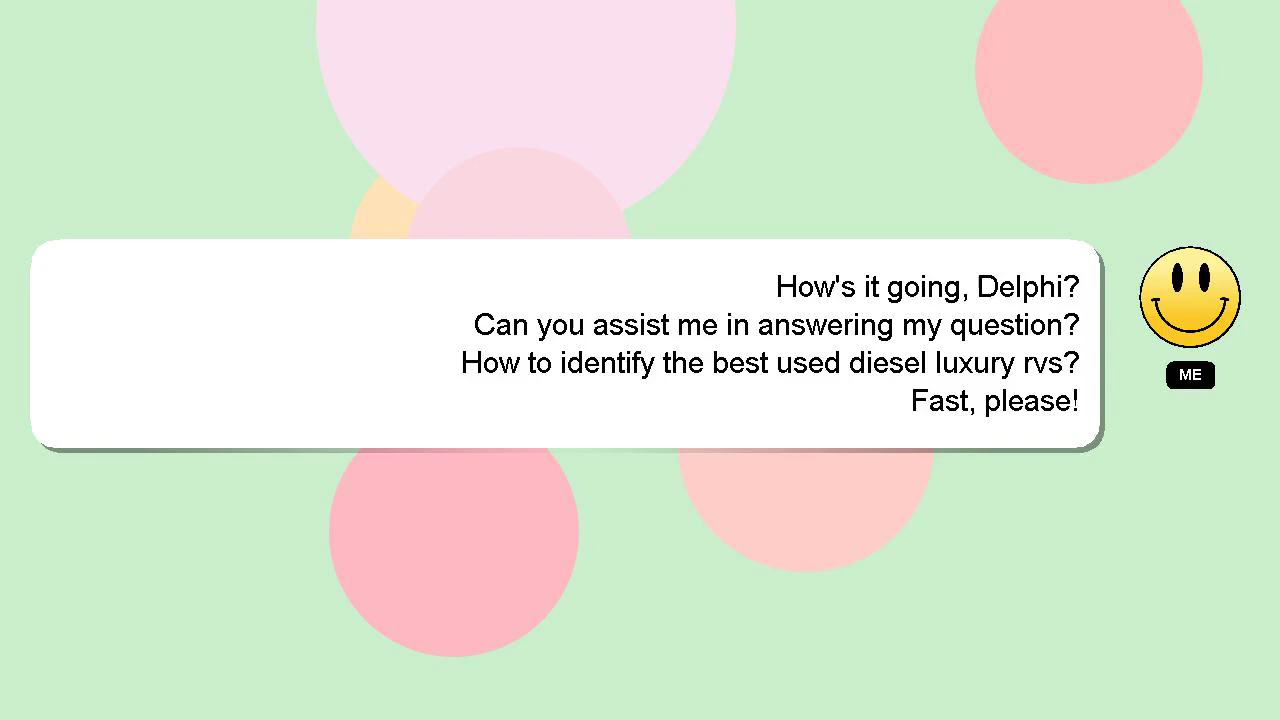 How's it going, Delphi?
Can you assist me in answering my question?
How to identify the best used diesel luxury rvs?
Fast, please!
ME